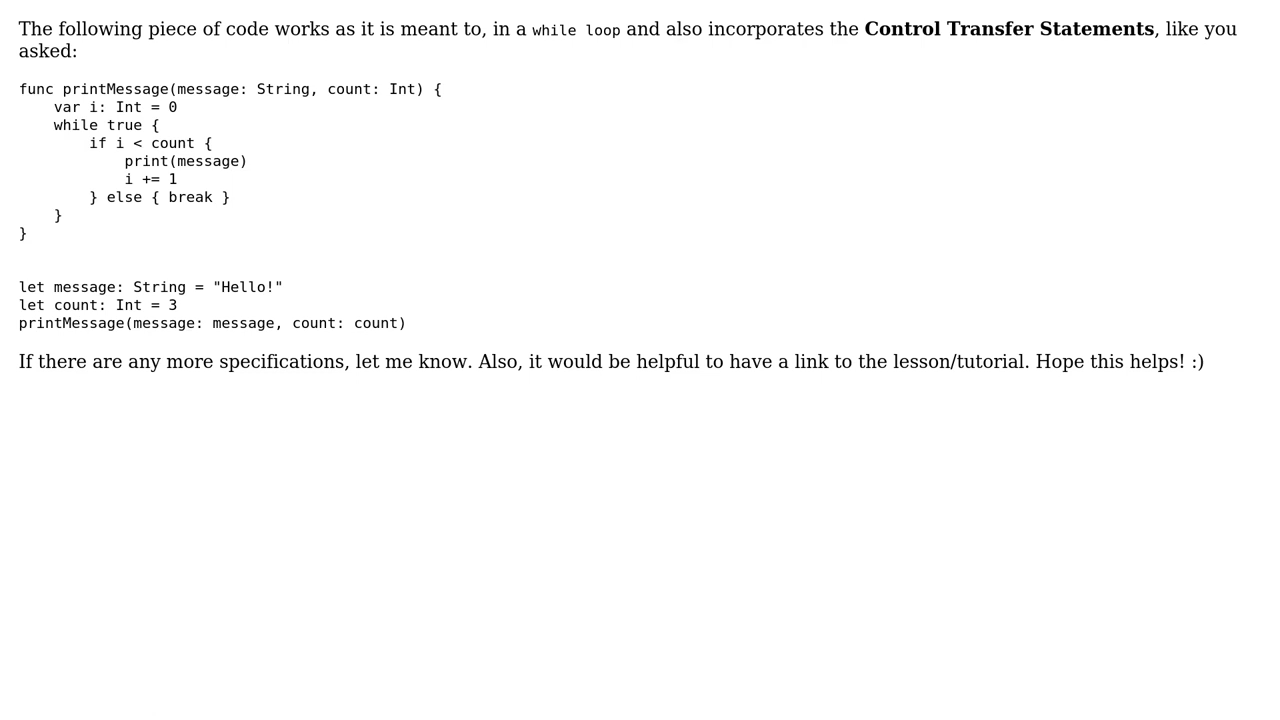 The following piece of code works as it is meant to, in a while loop and also incorporates the Control Transfer Statements, like you
asked:
func printMessage(message: String, count: Int) {
    var i: Int = 0
    while true {
        if i < count {
            print(message)
            i += 1
        } else { break }
    }
}
let message: String = "Hello!"
let count: Int = 3
printMessage(message: message, count: count)
If there are any more specifications, let me know. Also, it would be helpful to have a link to the lesson/tutorial. Hope this helps! :)